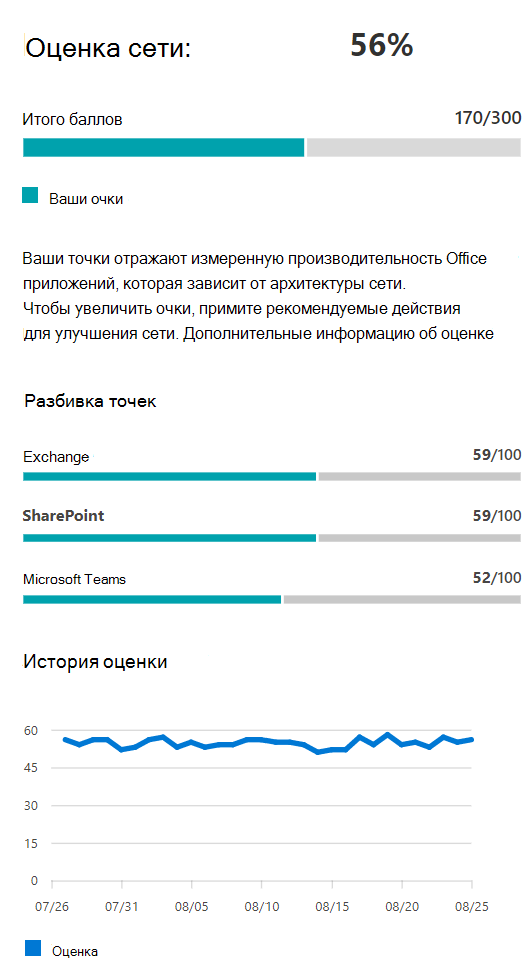 Оценка сети: 56%
Итого баллов 170/300
Ваши очки
Ваши точки отражают измеренную производительность Office
приложений, которая зависит от архитектуры сети.
Чтобы увеличить очки, примите рекомендуемые действия
для улучшения сети. Дополнительные информацию об оценке
Разбивка точек
Exchange 59/100
SharePoint 59/100
Microsoft Teams 52/100
История оценки
60
45
30
15
0
07/26 07/31 08/05 08/10 08/15 08/20 08/25
Оценка